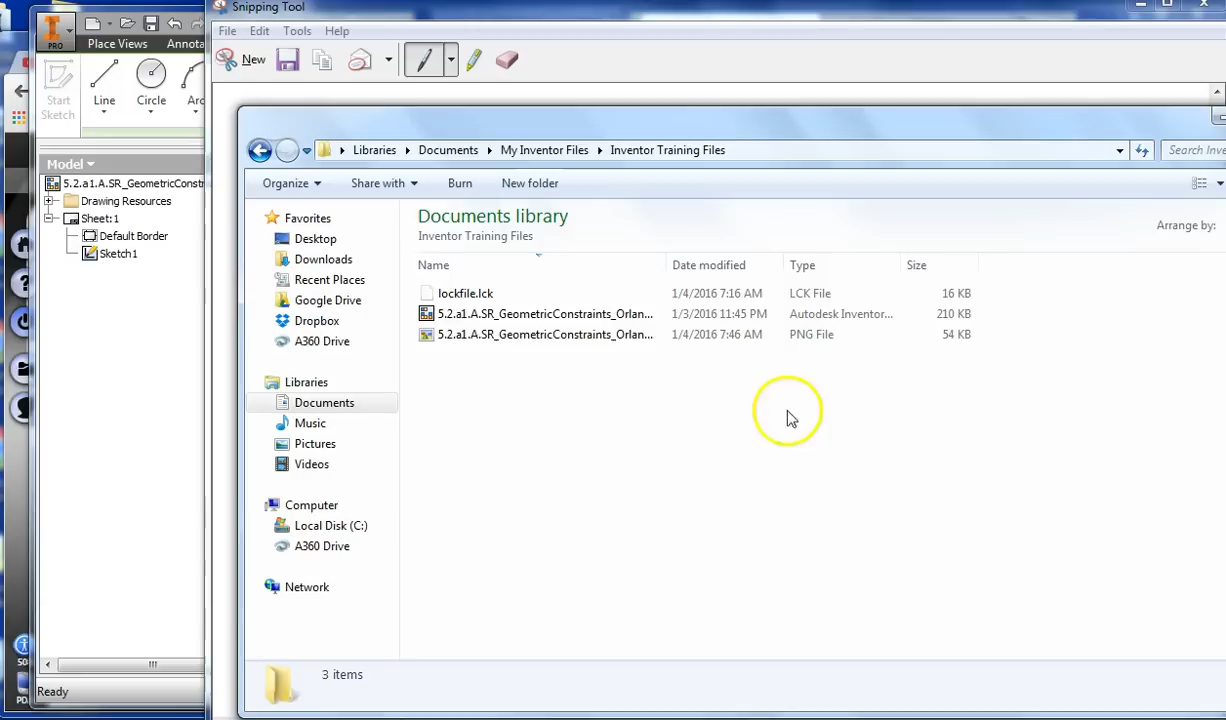 Snipping Tool
File Edit Tools Help
New
PRO
Place Views Annota
Start Sketch
Line Circle Arc
Model
5.2.a1.A.SR_GeometricConstr
Drawing Resources
Sheet:1
Default Border
Sketch1
Ready
Libraries Documents My Inventor Files Inventor Training Files
Search Inve
Organize Share with Burn New folder
Favorites
Desktop
Downloads
Recent Places
Google Drive
Dropbox
A360 Drive
Libraries
Documents
Music
Pictures
Videos
Computer
Local Disk (C:)
A360 Drive
Network
Documents library
Inventor Training Files
Arrange by:
Name Date modified Type Size
lockfile.lck 1/4/2016 7:16 AM LCK File 16 KB
5.2.a1.A.SR_GeometricConstraints_Orlan... 1/3/2016 11:45 PM Autodesk Inventor... 210 KB
5.2.a1.A.SR_GeometricConstraints_Orlan... 1/4/2016 7:46 AM PNG File 54 KB
3 items